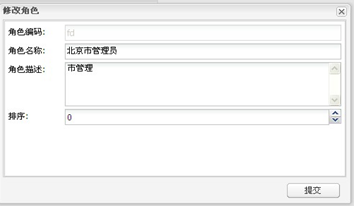 修改角色
角色编码: fd
角色名称: 北京市管理员
角色描述: 市管理
排序: 0
提交